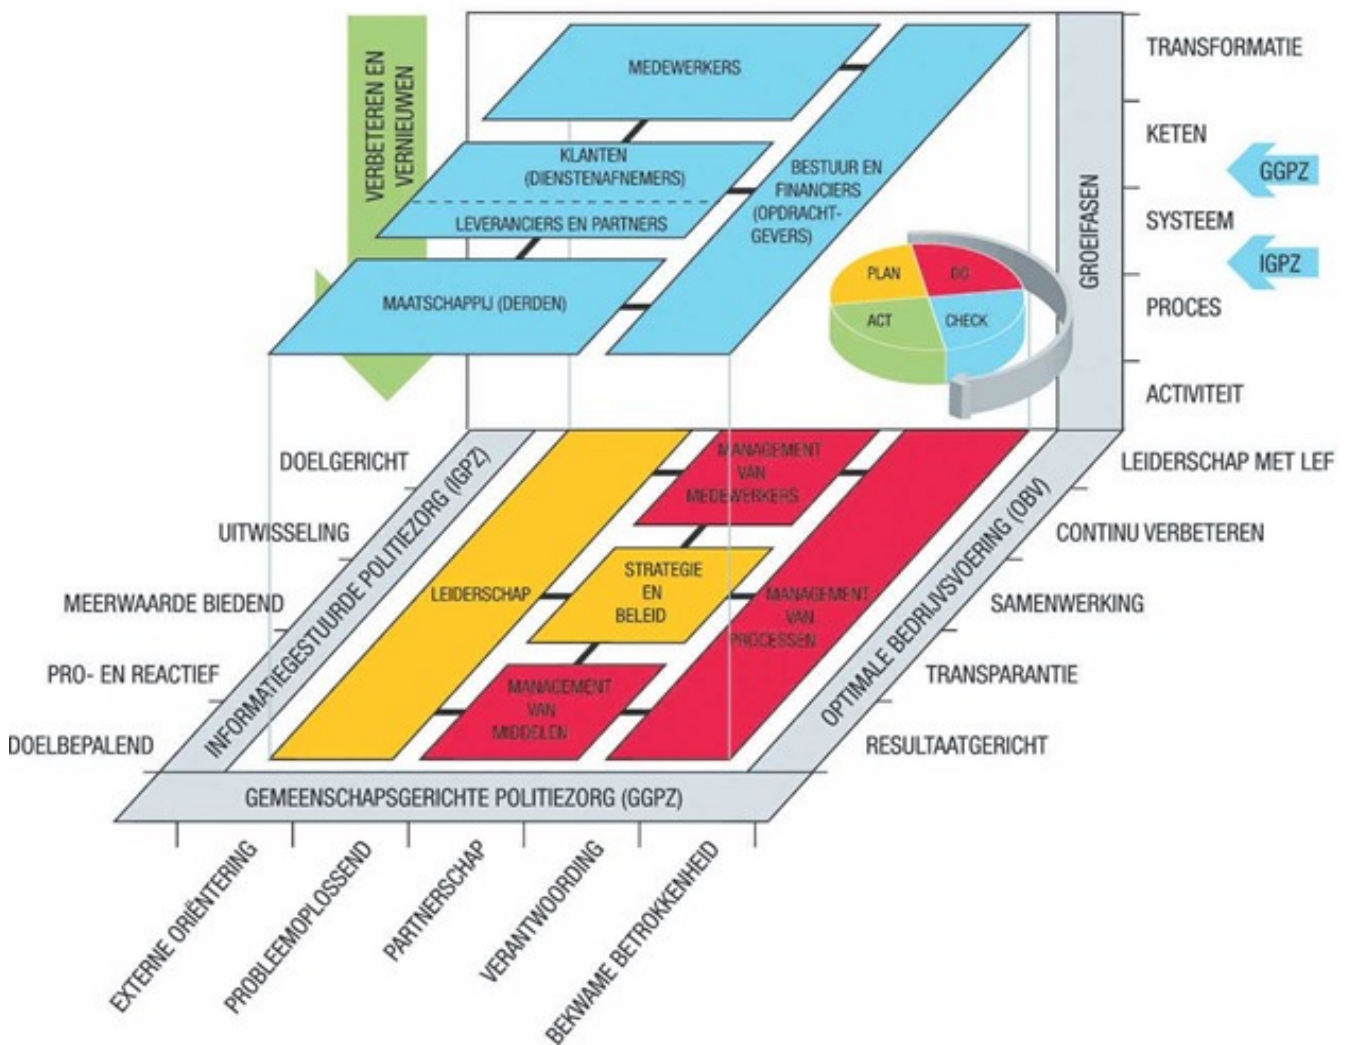 VERBETEREN EN
VERNIEUWEN
MEDEWERKERS
KLANTEN
(DIENSTENAFNEMERS)
LEVERANCIERS EN PARTNERS
MAATSCHAPPIJ (DERDEN)
BESTUUR EN
FINANCIERS
(OPDRACHT-
GEVERS)
PLAN
DO
ACT
CHECK
GROEIFASEN
TRANSFORMATIE
KETEN
GGPZ
SYSTEEM
IGPZ
PROCES
ACTIVITEIT
DOELGERICHT
UITWISSELING
MEERWAARDE BIEDEND
PRO- EN REACTIEF
DOELBEPALEND
INFORMATIEGESTUURDE POLITIEZORG (IGPZ)
LEIDERSCHAP
MANAGEMENT
VAN
MEDEWERKERS
STRATEGIE
EN
BELEID
MANAGEMENT
VAN
MIDDELEN
MANAGEMENT
VAN
PROCESSEN
OPTIMALE BEDRIJFSVOERING (OBV)
LEIDERSCHAP MET LEF
CONTINU VERBETEREN
SAMENWERKING
TRANSPARANTIE
RESULTAATGERICHT
GEMEENSCHAPSGERICHTE POLITIEZORG (GGPZ)
EXTERNE ORIËNTERING
PROBLEEMOPLOSSEND
PARTNERSCHAP
VERANTWOORDING
BEKWAME BETROKKENHEID